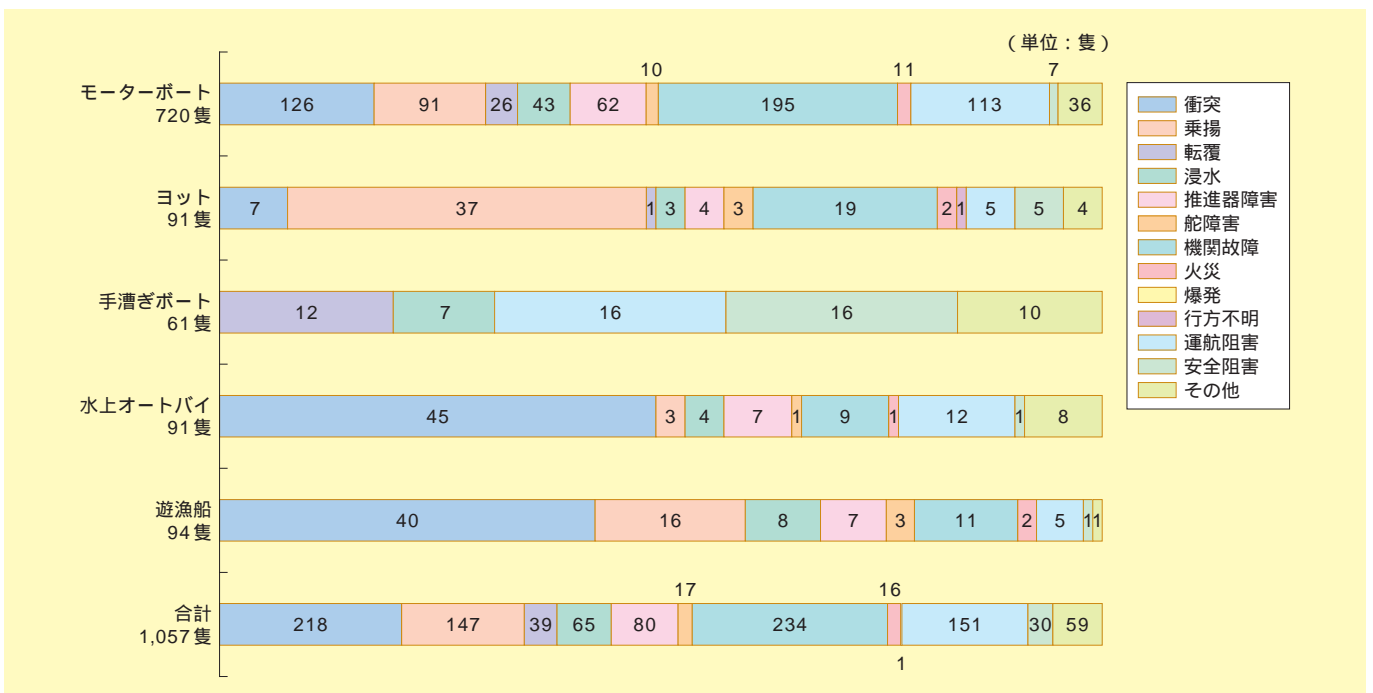 （単位：隻）
10 11 7
モーターボート
720隻
126 91 26 43 62 195 113 36
ヨット
91隻
7 37 1 3 4 3 19 2 1 5 5 4
手漕ぎボート
61隻
12 7 16 16 10
水上オートバイ
91隻
45 3 4 7 1 9 1 12 1 8
遊漁船
94隻
40 16 8 7 3 11 2 5 1 1
17 16
合計
1,057隻
218 147 39 65 80 234 151 30 59
1
衝突
乗揚
転覆
浸水
推進器障害
舵障害
機関故障
火災
爆発
行方不明
運航阻害
安全阻害
その他